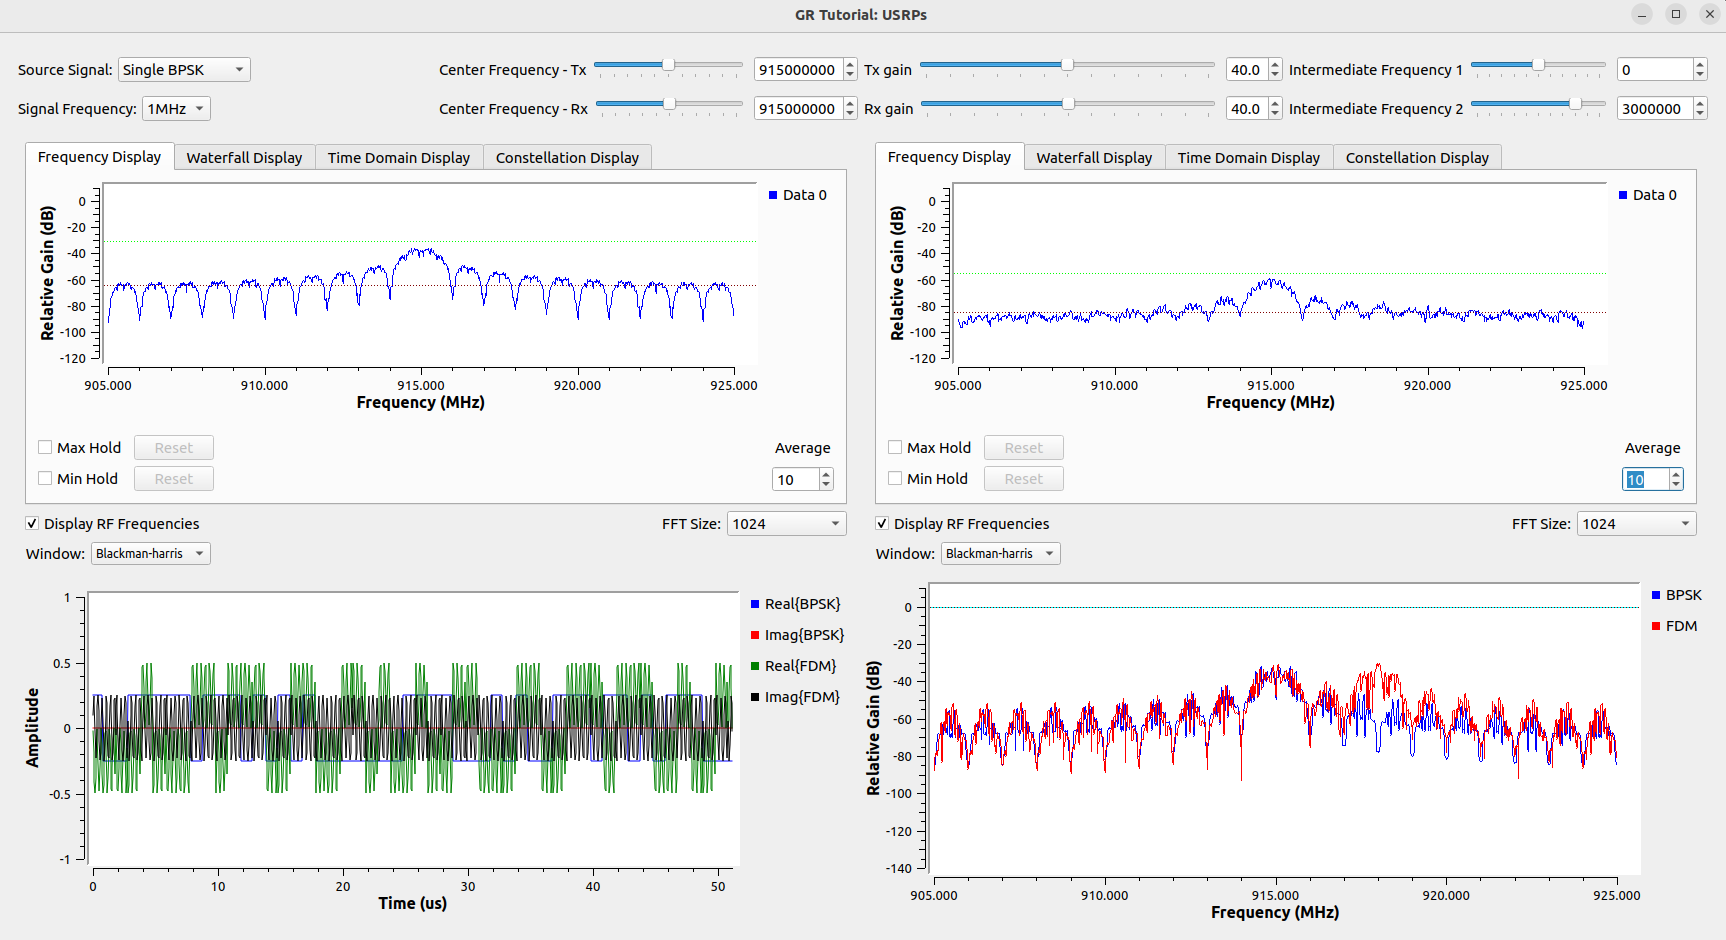 GR Tutorial: USRPs
Source Signal: Single BPSK Center Frequency - Tx 915000000 Tx gain 40.0 Intermediate Frequency 1 0
Signal Frequency: 1MHz Center Frequency - Rx 915000000 Rx gain 40.0 Intermediate Frequency 2 3000000
Frequency Display Waterfall Display Time Domain Display Constellation Display
Relative Gain (dB)
0
-20
-40
-60
-80
-100
-120
Data 0
905.000 910.000 915.000 920.000 925.000
Frequency (MHz)
Max Hold Reset Average
Min Hold Reset 10
Display RF Frequencies FFT Size: 1024
Window: Blackman-harris
Frequency Display Waterfall Display Time Domain Display Constellation Display
Relative Gain (dB)
0
-20
-40
-60
-80
-100
-120
Data 0
905.000 910.000 915.000 920.000 925.000
Frequency (MHz)
Max Hold Reset Average
Min Hold Reset 10
Display RF Frequencies FFT Size: 1024
Window: Blackman-harris
Amplitude
1
0.5
0
-0.5
-1
Real{BPSK}
Imag{BPSK}
Real{FDM}
Imag{FDM}
0 10 20 30 40 50
Time (us)
Relative Gain (dB)
0
-20
-40
-60
-80
-100
-120
-140
BPSK
FDM
905.000 910.000 915.000 920.000 925.000
Frequency (MHz)